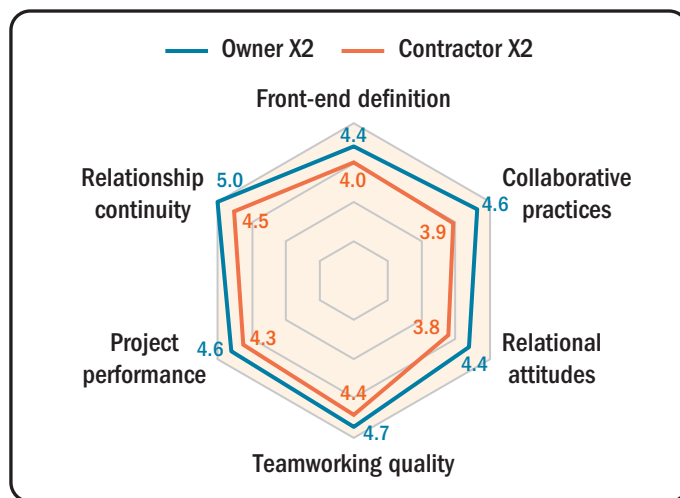 Owner X2
Contractor X2
Front-end definition
4.4
4.0
Relationship
continuity
5.0
4.5
Collaborative
practices
4.6
3.9
Project
performance
4.6
4.3
Relational
attitudes
3.8
4.4
4.4
4.7
Teamworking quality